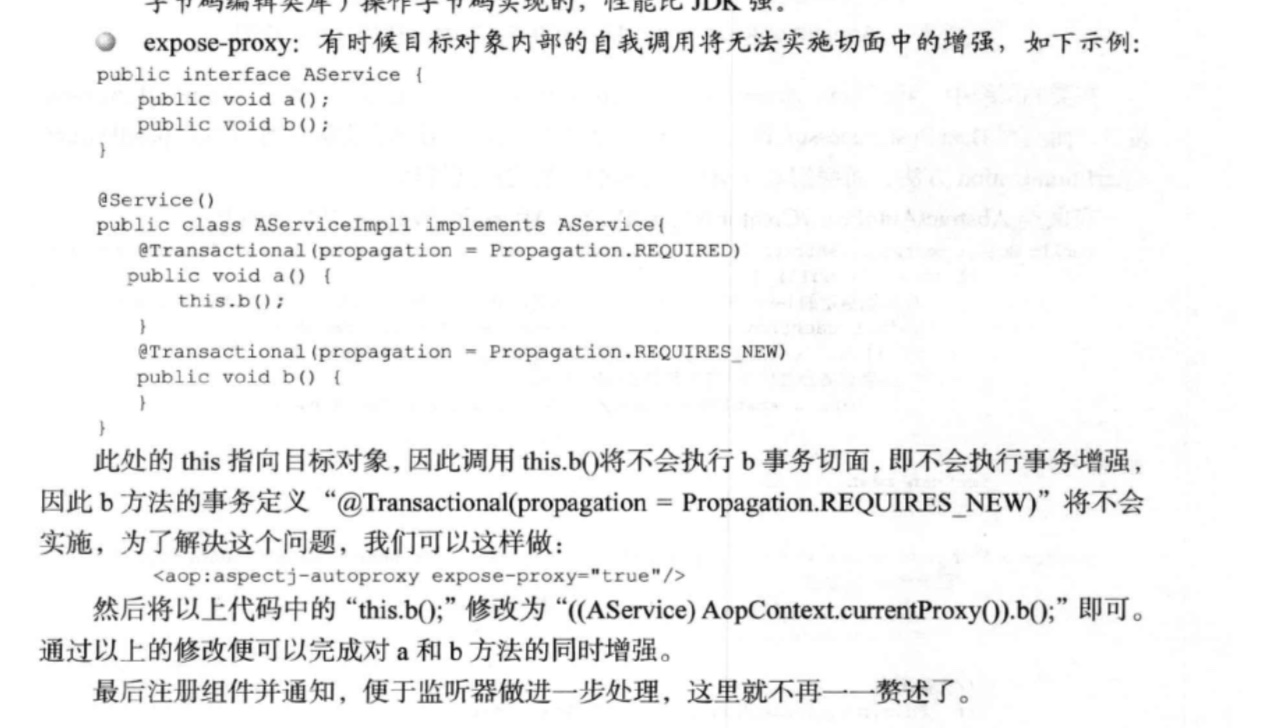 字节码编辑类库）操作字节码实现的，性能比 JDK 强。
expose-proxy：有时候目标对象内部的自我调用将无法实施切面中的增强，如下示例：
public interface AService {
public void a();
public void b();
}
@Service()
public class AServiceImpl1 implements AService{
@Transactional(propagation = Propagation.REQUIRED)
public void a() {
this.b();
}
@Transactional(propagation = Propagation.REQUIRES_NEW)
public void b() {
}
}
此处的 this 指向目标对象，因此调用 this.b()将不会执行 b 事务切面，即不会执行事务增强，
因此 b 方法的事务定义“@Transactional(propagation = Propagation.REQUIRES_NEW)”将不会
实施，为了解决这个问题，我们可以这样做：
<aop:aspectj-autoproxy expose-proxy="true"/>
然后将以上代码中的“this.b();”修改为“((AService) AopContext.currentProxy()).b();”即可。
通过以上的修改便可以完成对 a 和 b 方法的同时增强。
最后注册组件并通知，便于监听器做进一步处理，这里就不再一一赘述了。